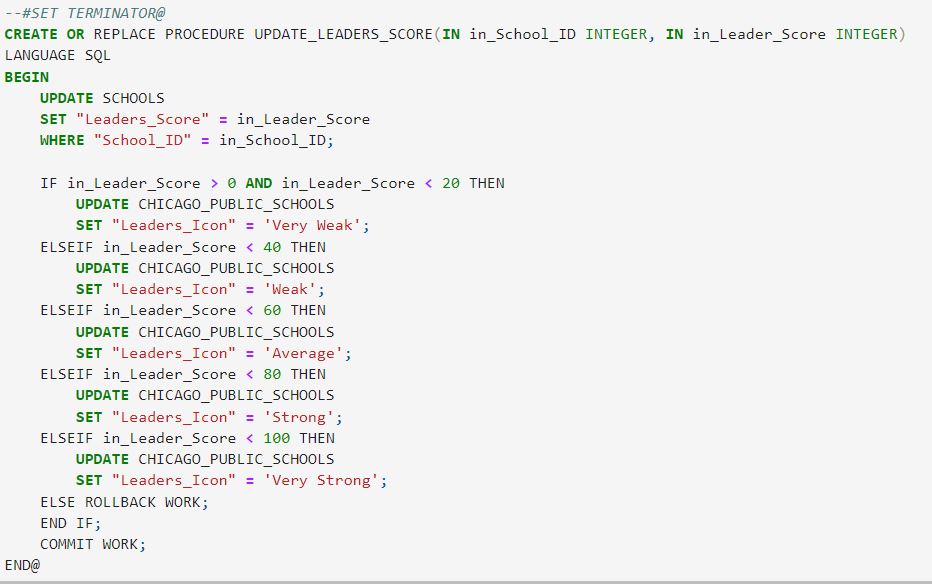 --#SET TERMINATOR@
CREATE OR REPLACE PROCEDURE UPDATE_LEADERS_SCORE(IN in_School_ID INTEGER, IN in_Leader_Score INTEGER)
LANGUAGE SQL
BEGIN
    UPDATE SCHOOLS
    SET "Leaders_Score" = in_Leader_Score
    WHERE "School_ID" = in_School_ID;

    IF in_Leader_Score > 0 AND in_Leader_Score < 20 THEN
        UPDATE CHICAGO_PUBLIC_SCHOOLS
        SET "Leaders_Icon" = 'Very Weak';
    ELSEIF in_Leader_Score < 40 THEN
        UPDATE CHICAGO_PUBLIC_SCHOOLS
        SET "Leaders_Icon" = 'Weak';
    ELSEIF in_Leader_Score < 60 THEN
        UPDATE CHICAGO_PUBLIC_SCHOOLS
        SET "Leaders_Icon" = 'Average';
    ELSEIF in_Leader_Score < 80 THEN
        UPDATE CHICAGO_PUBLIC_SCHOOLS
        SET "Leaders_Icon" = 'Strong';
    ELSEIF in_Leader_Score < 100 THEN
        UPDATE CHICAGO_PUBLIC_SCHOOLS
        SET "Leaders_Icon" = 'Very Strong';
    ELSE ROLLBACK WORK;
    END IF;
    COMMIT WORK;
END@